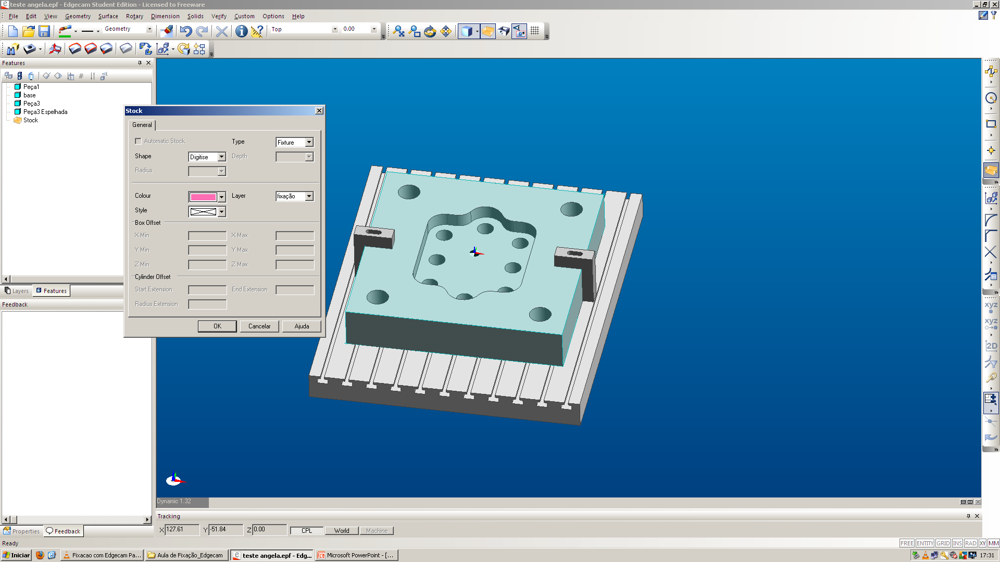 teste angela.epf - Edgecam Student Edition - Licensed to Freeware
File Edit View Geometry Surface Rotary Dimension Solids Verify Custom Options Help
Geometry Top 0.00
Features
Peça1
base
Peça3
Peça3 Espelhada
Stock
Layers Features
Feedback
Properties Feedback
Stock
General
Automatic Stock Type Fixture
Shape Digitise Depth
Radius
Colour Layer fixação
Style
Box Offset
X Min X Max
Y Min Y Max
Z Min Z Max
Cylinder Offset
Start Extension End Extension
Radius Extension
OK Cancelar Ajuda
xyz
xyz
2D
Dynamic 1.32
Tracking
X 127.61 Y -51.84 Z 0.00 CPL World Machine
Ready
FREE ENTITY GRID INS RAD XY MM
Iniciar Fixacao com Edgecam Pa... Aula de Fixação_Edgecam teste angela.epf - Edg... Microsoft PowerPoint - [... 17:31